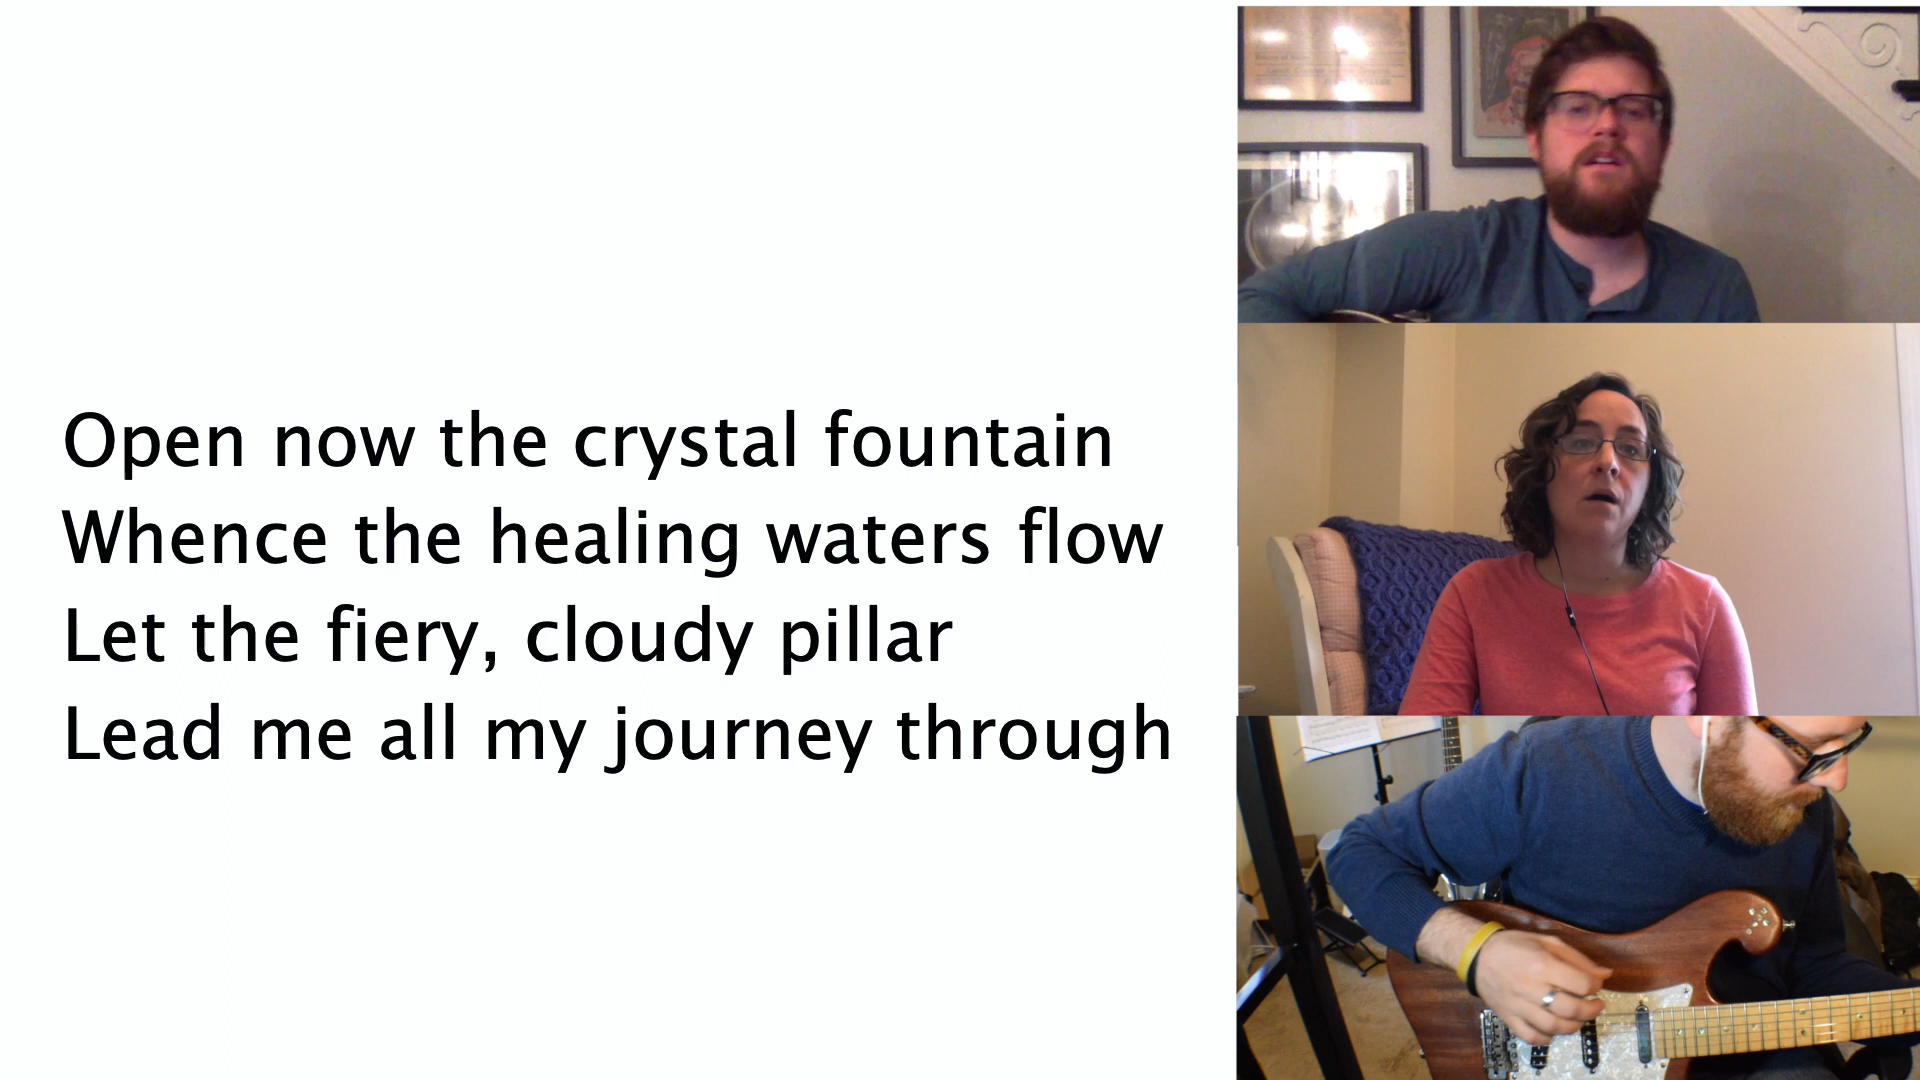 Open now the crystal fountain
Whence the healing waters flow
Let the fiery, cloudy pillar
Lead me all my journey through